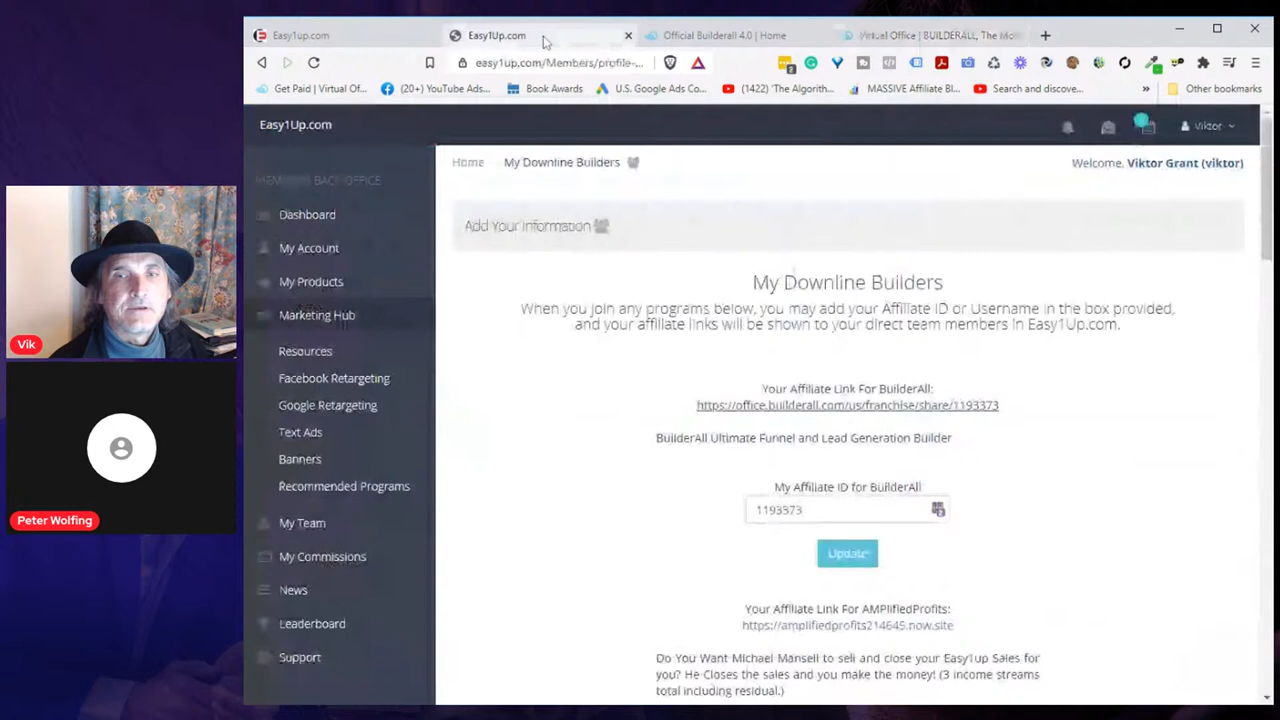 Easy1Up.com
Easy1Up.com
Official Builderall 4.0 | Home
Virtual Office | BUILDERALL, The Mo
easy1up.com/Members/profile-...
Get Paid | Virtual Of...
(20+) YouTube Ads...
Book Awards
U.S. Google Ads Co...
(1422) 'The Algorith...
MASSIVE Affiliate Bl...
Search and discove...
»
Other bookmarks
Easy1Up.com
Viktor
BACK OFFICE
Dashboard
My Account
My Products
Marketing Hub
Resources
Facebook Retargeting
Google Retargeting
Text Ads
Banners
Recommended Programs
My Team
My Commissions
News
Leaderboard
Support
Home
My Downline Builders
Welcome, Viktor Grant (viktor)
Add Your Information
My Downline Builders
When you join any programs below, you may add your Affiliate ID or Username in the box provided,
and your affiliate links will be shown to your direct team members in Easy1Up.com.
Your Affiliate Link For BuilderAll:
https://office.builderall.com/us/franchise/share/1193373
BuilderAll Ultimate Funnel and Lead Generation Builder
My Affiliate ID for BuilderAll
1193373
Update
Your Affiliate Link For AMPlifiedProfits:
https://amplifiedprofits214645.now.site
Do You Want Michael Mansell to sell and close your Easy1up Sales for
you? He Closes the sales and you make the money! (3 income streams
total including residual.)
Vik
Peter Wolfing